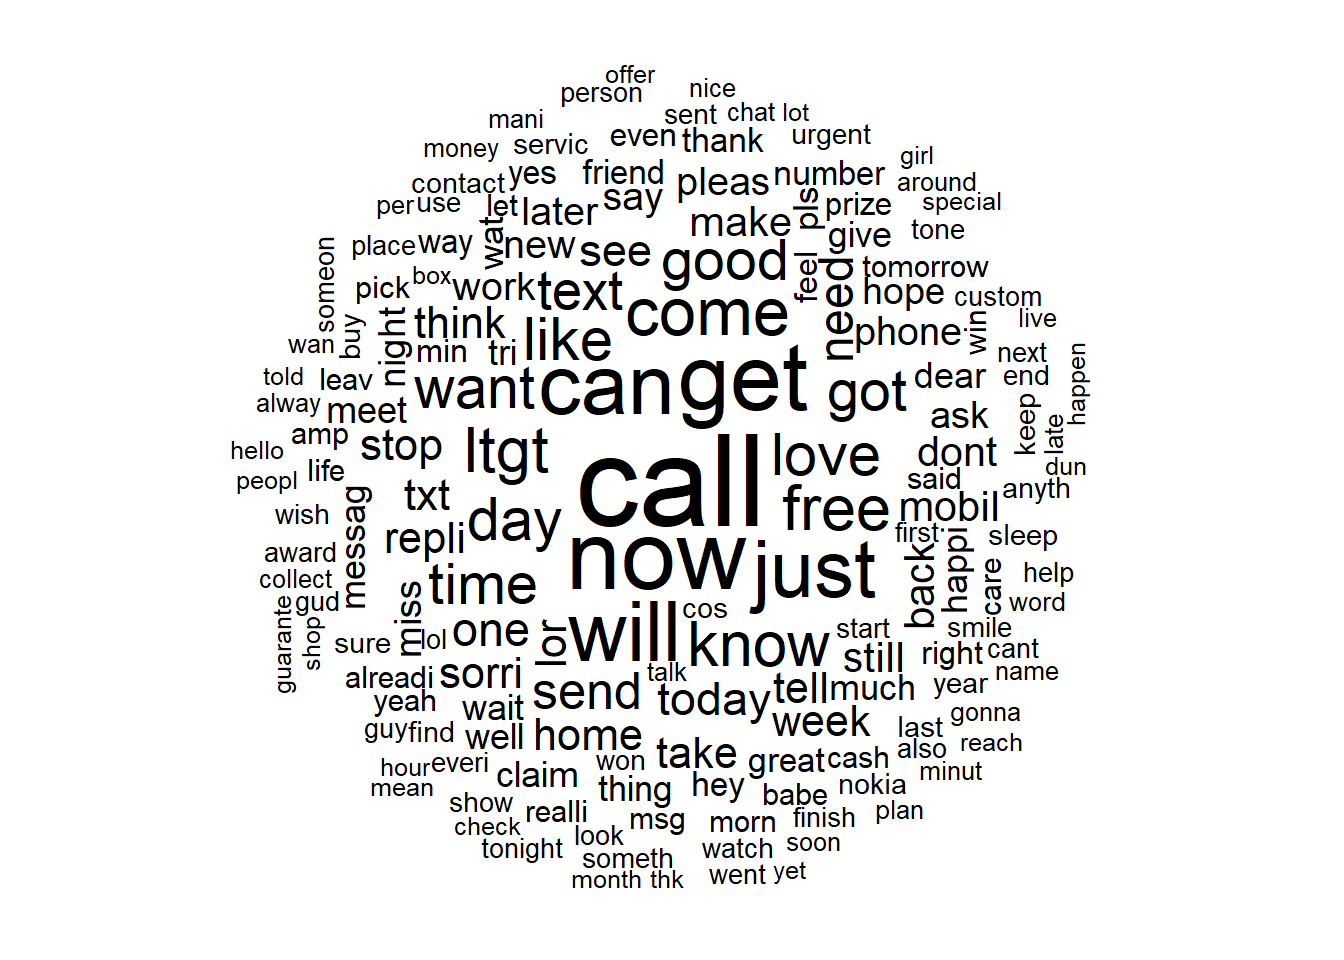 offer
person nice
mani sent chat lot
money servic even thank urgent
contact yes friend pleas number girl
per use let later say make pls prize around special
place way wat new see good feel need give tone
someon pick box work text come tomorrow hope custom
wan buy night think min tri like phone win live
told leav want can get got dear next end happen
alway meet ask keep late
hello amp stop ltgt call love dont dun
peopl life txt free said mobil anyth
wish messag repli day now just first sleep
award collect time back happi care help
guarante shop gud miss one lor will cos know start smile word
sure lol still right cant
alreadi sorri send talk today tell much year name
yeah wait week last gonna
guy find well home take great cash also reach
hour everi claim won thing hey babe nokia minut
mean show realli msg morn finish plan
check look watch soon
tonight someth went yet
month thk